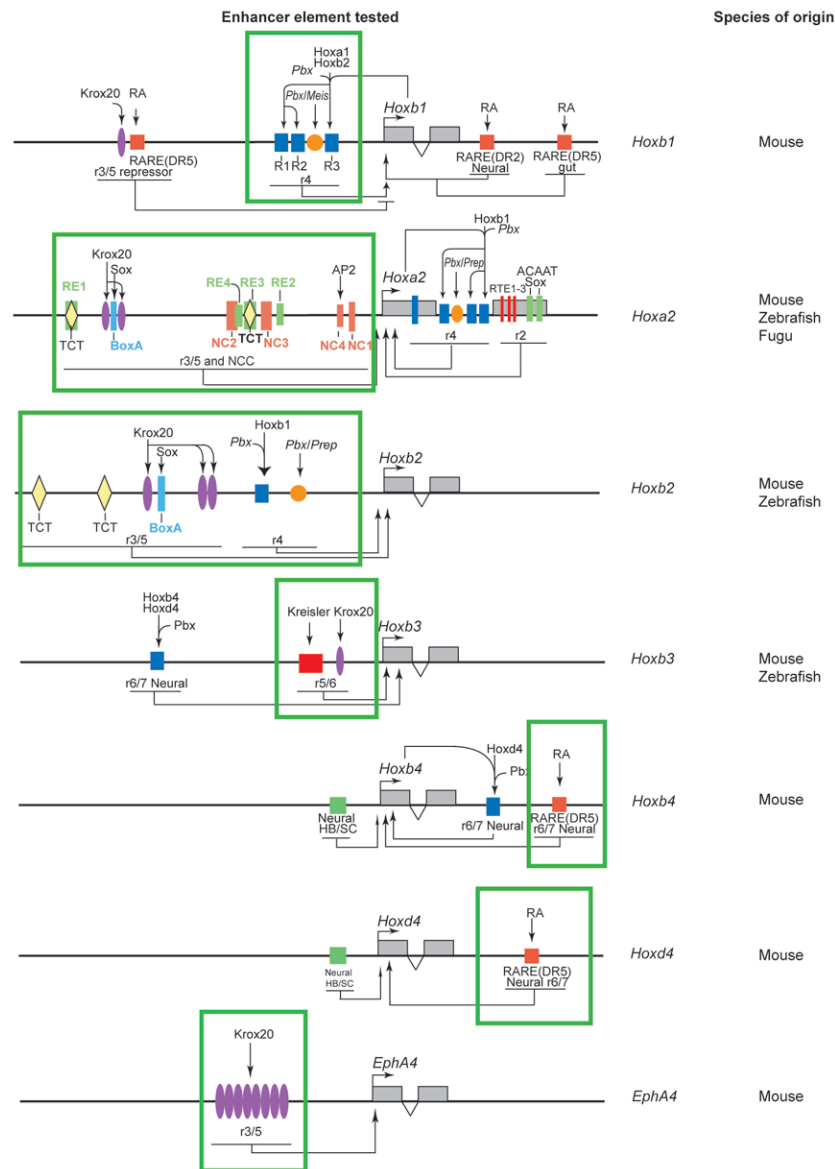 Enhancer element tested
Species of origin
Hoxa1
Hoxb2
Pbx
Krox20
RA
Pbx/Meis
Hoxb1
RA
RA
Hoxb1
Mouse
RARE(DR5)
r3/5 repressor
R1 R2 R3
r4
RARE(DR2)
Neural
RARE(DR5)
gut
Hoxb1
Pbx
Krox20
Sox
RE1
RE4 RE3 RE2
AP2
Hoxa2
Pbx/Prep
ACAAT
RTE1-3 Sox
Hoxa2
Mouse
Zebrafish
Fugu
TCT
BoxA
NC2 TCT NC3
NC4 NC1
r3/5 and NCC
r4
r2
Krox20
Sox
Hoxb1
Pbx
Pbx/Prep
Hoxb2
Hoxb2
Mouse
Zebrafish
TCT
TCT
BoxA
r3/5
r4
Hoxb4
Hoxd4
Pbx
Kreisler Krox20
Hoxb3
Hoxb3
Mouse
Zebrafish
r6/7 Neural
r5/6
Hoxb4
Hoxd4
Pbx
RA
Hoxb4
Mouse
Neural
HB/SC
r6/7 Neural
RARE(DR5)
r6/7 Neural
Hoxd4
RA
Hoxd4
Mouse
Neural
HB/SC
RARE(DR5)
Neural r6/7
Krox20
EphA4
EphA4
Mouse
r3/5